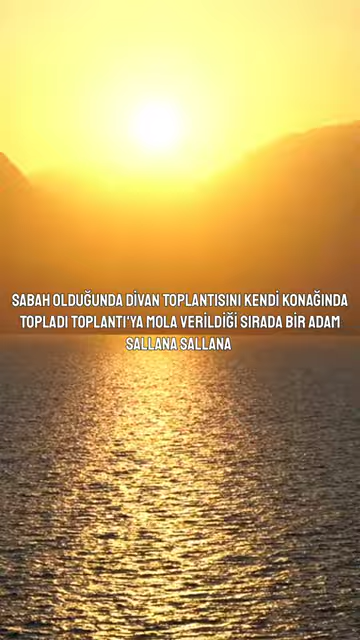 SABAH OLDUĞUNDA DİVAN TOPLANTISINI KENDİ KONAĞINDA
TOPLADI TOPLANTI'YA MOLA VERİLDİĞİ SIRADA BİR ADAM
SALLANA SALLANA